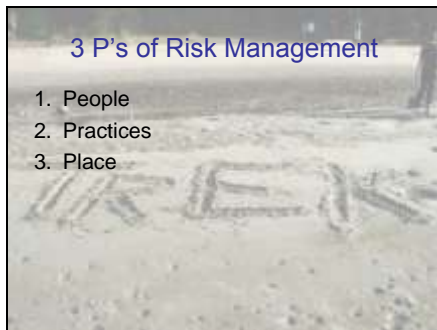 3 P's of Risk Management
1. People
2. Practices
3. Place